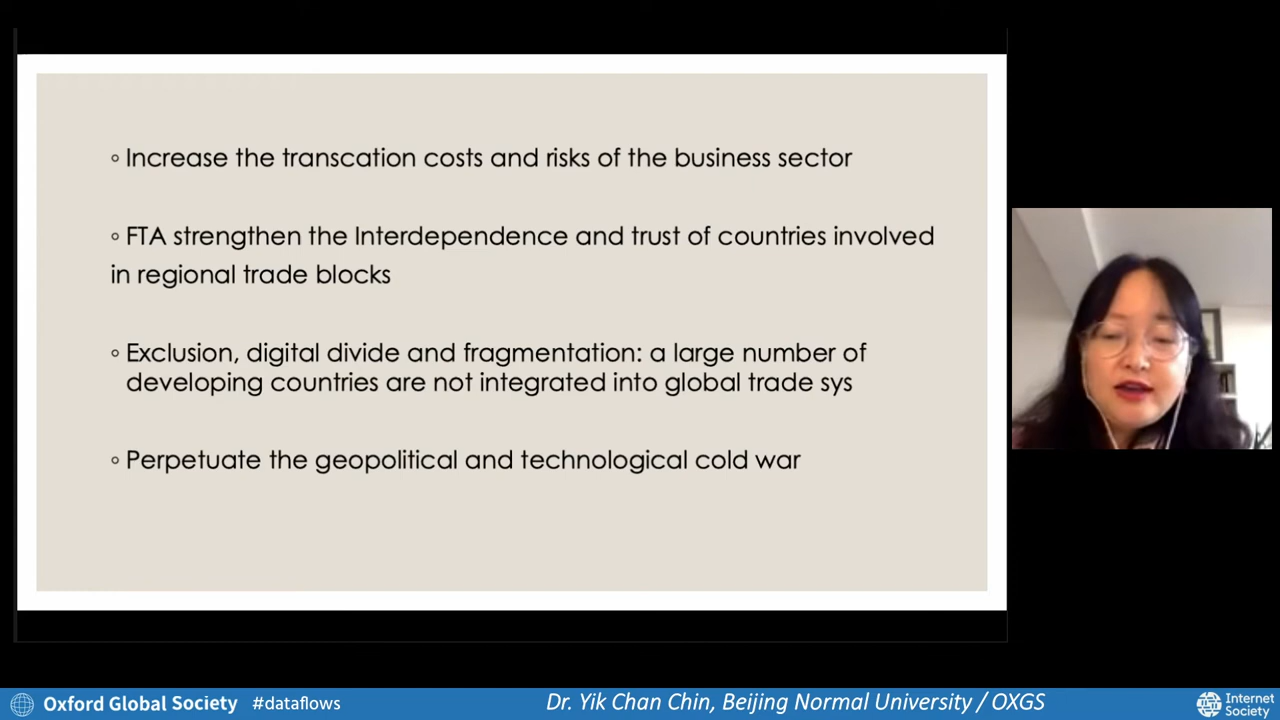 ◦ Increase the transcation costs and risks of the business sector
◦ FTA strengthen the Interdependence and trust of countries involved
in regional trade blocks
◦ Exclusion, digital divide and fragmentation: a large number of
developing countries are not integrated into global trade sys
◦ Perpetuate the geopolitical and technological cold war
Oxford Global Society #dataflows Dr. Yik Chan Chin, Beijing Normal University / OXGS Internet
Society